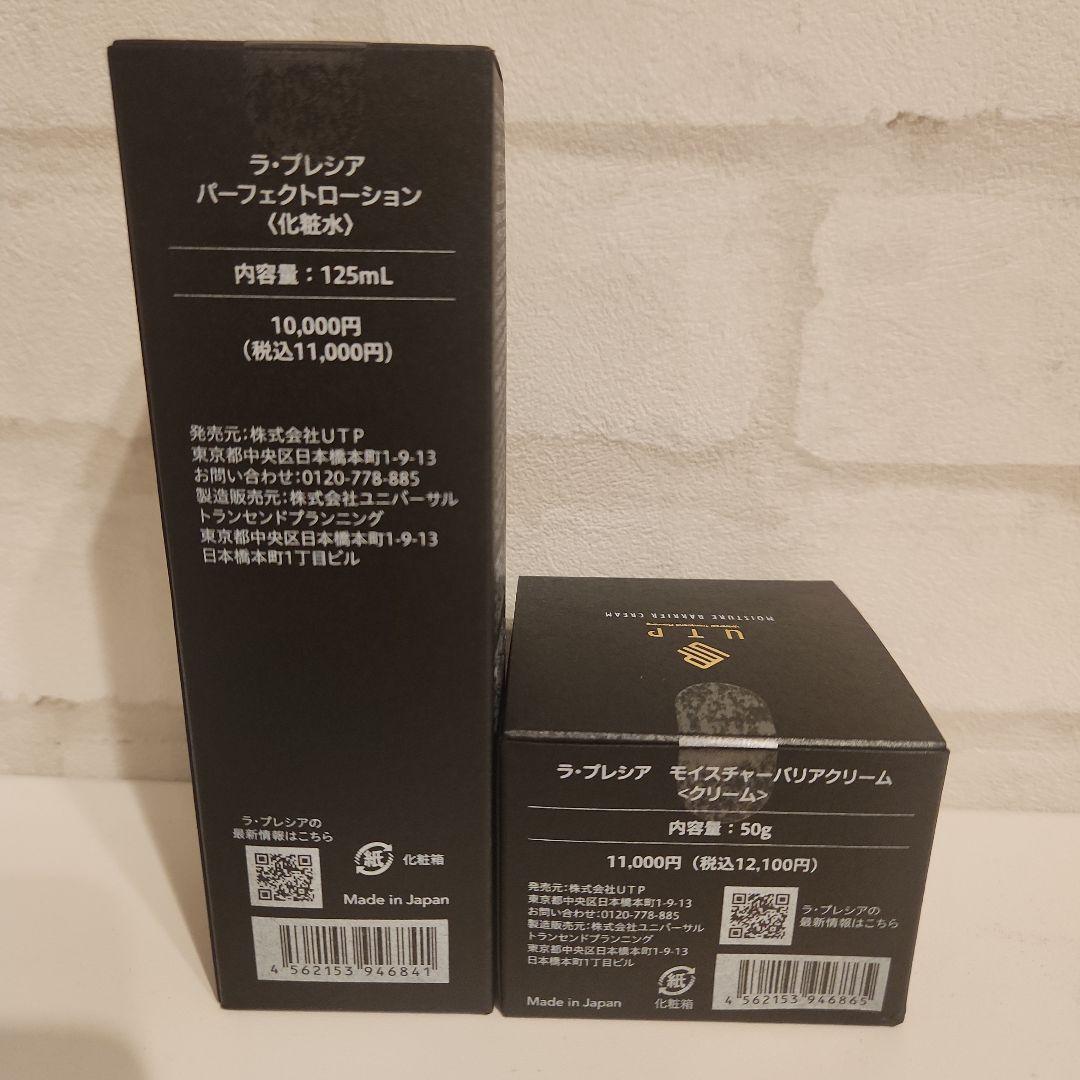 ラ・プレシア
パーフェクトローション
〈化粧水〉
内容量：125mL
10,000円
（税込11,000円）
発売元：株式会社UTP
東京都中央区日本橋本町1-9-13
お問い合わせ：0120-778-885
製造販売元：株式会社ユニバーサル
トランセンドプランニング
東京都中央区日本橋本町1-9-13
日本橋本町1丁目ビル
ラ・プレシアの
最新情報はこちら
紙 化粧箱
Made in Japan
4 562153 946841
MOISTURE BARRIER CREAM
UTP
ラ・プレシア　モイスチャーバリアクリーム
<クリーム>
内容量：50g
11,000円（税込12,100円）
発売元：株式会社UTP
東京都中央区日本橋本町1-9-13
お問い合わせ：0120-778-885
製造販売元：株式会社ユニバーサル
トランセンドプランニング
東京都中央区日本橋本町1-9-13
日本橋本町1丁目ビル
ラ・プレシアの
最新情報はこちら
Made in Japan
紙
化粧箱
4 562153 946865